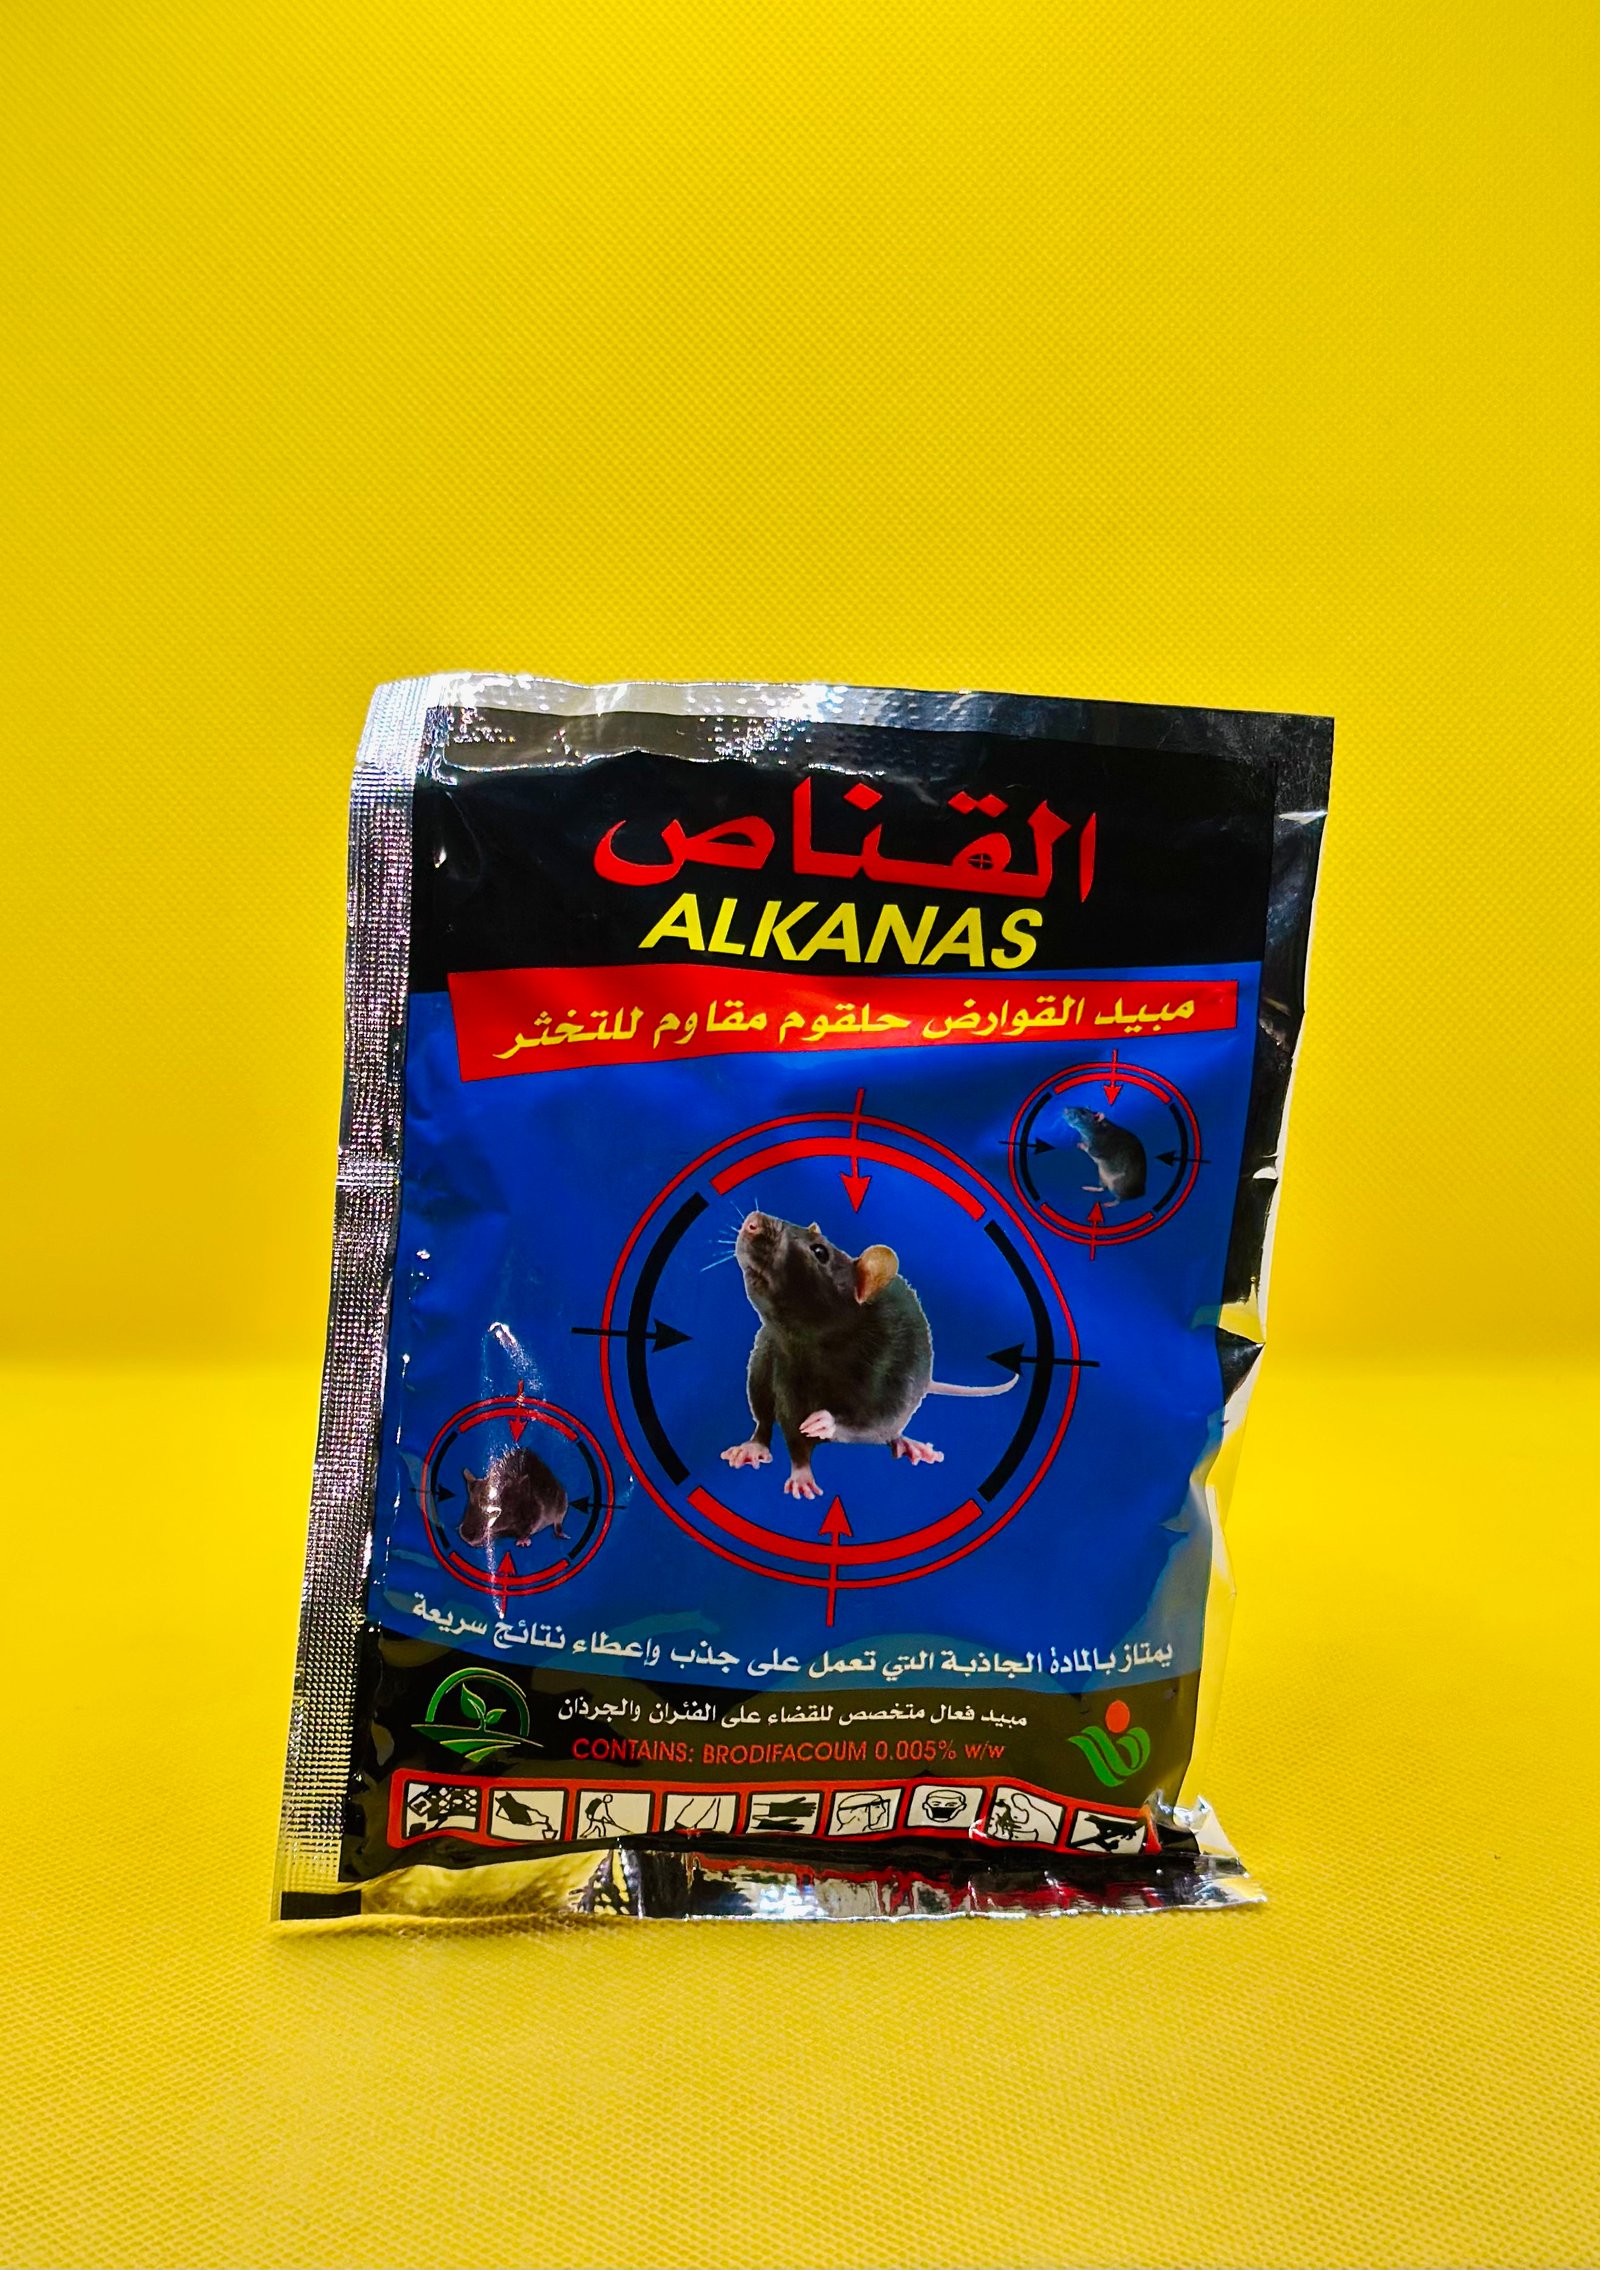 القناص
ALKANAS
مبيد القوارض حلقوم مقاوم للتخثر
يمتاز بالمادة الجاذبة التي تعمل على جذب وإعطاء نتائج سريعة
مبيد فعال متخصص للقضاء على الفئران والجرذان
CONTAINS: BRODIFACOUM 0.005% w/w